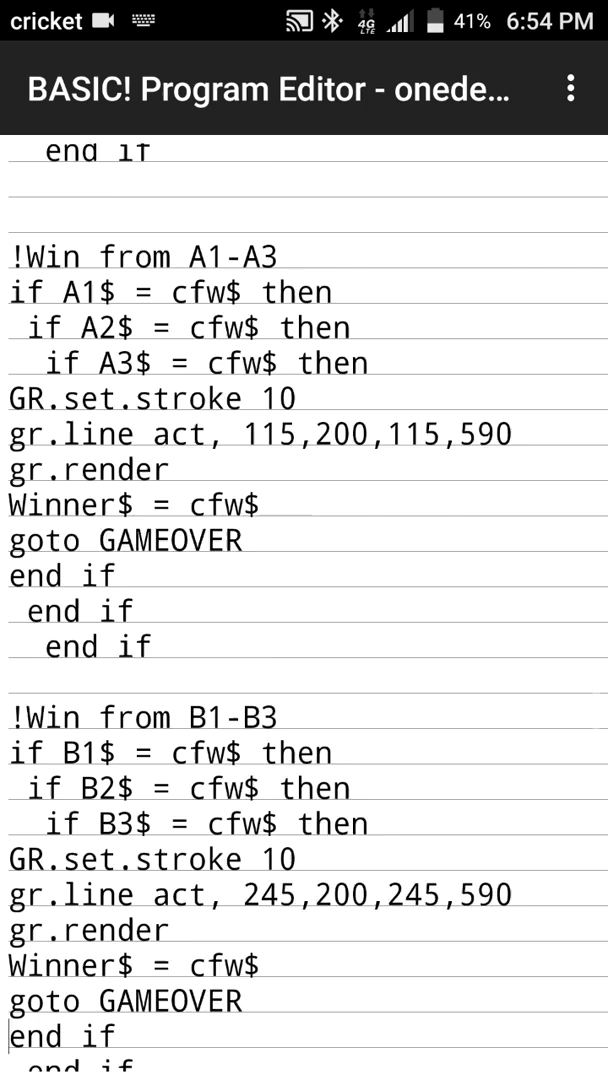 cricket 4G LTE 41% 6:54 PM
BASIC! Program Editor - onede...
end if
!Win from A1-A3
if A1$ = cfw$ then
if A2$ = cfw$ then
if A3$ = cfw$ then
GR.set.stroke 10
gr.line act, 115,200,115,590
gr.render
Winner$ = cfw$
goto GAMEOVER
end if
end if
end if
!Win from B1-B3
if B1$ = cfw$ then
if B2$ = cfw$ then
if B3$ = cfw$ then
GR.set.stroke 10
gr.line act, 245,200,245,590
gr.render
Winner$ = cfw$
goto GAMEOVER
end if
end if